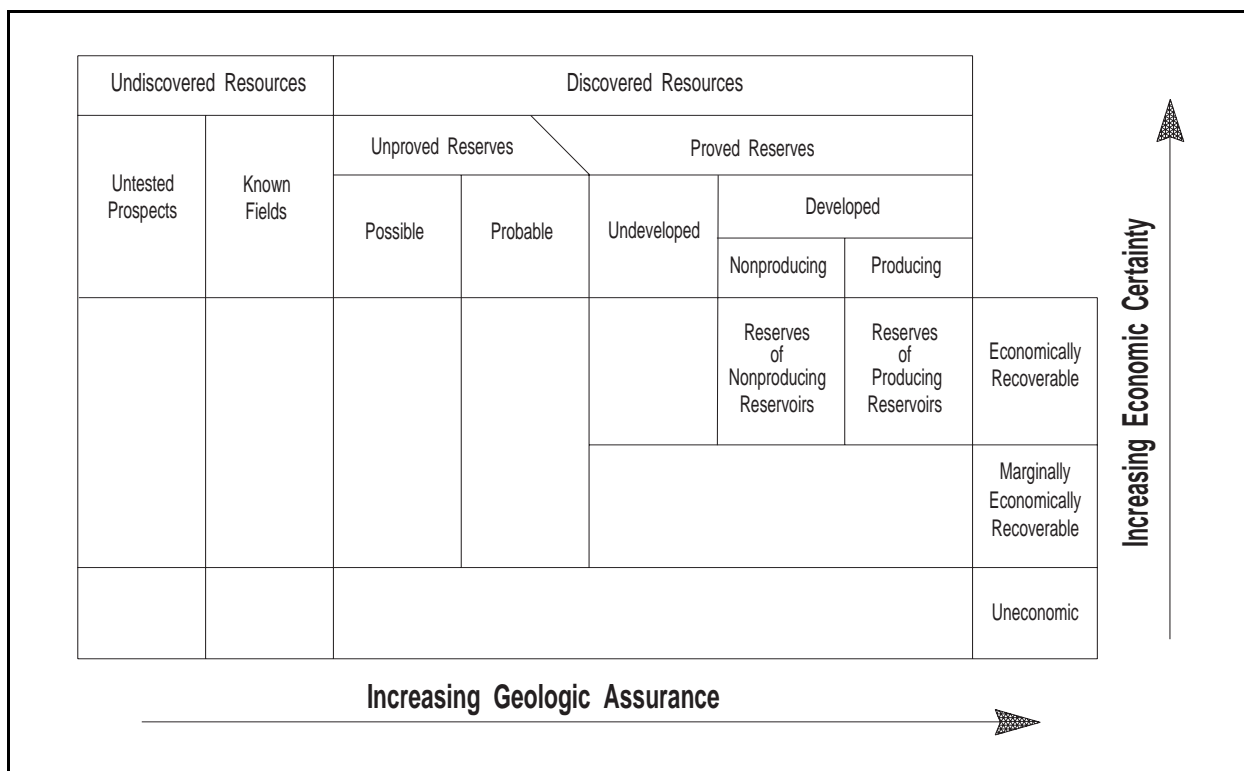 Undiscovered Resources
Discovered Resources
Untested
Prospects
Known
Fields
Unproved Reserves
Proved Reserves
Possible
Probable
Undeveloped
Developed
Nonproducing
Producing
Reserves
of
Nonproducing
Reservoirs
Reserves
of
Producing
Reservoirs
Economically
Recoverable
Marginally
Economically
Recoverable
Uneconomic
Increasing Economic Certainty
Increasing Geologic Assurance